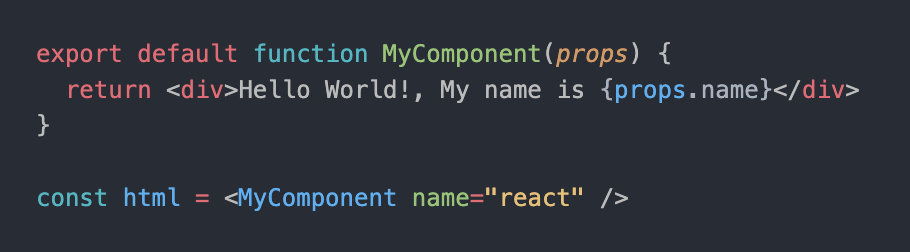 export default function MyComponent(props) {
  return <div>Hello World!, My name is {props.name}</div>
}
const html = <MyComponent name="react" />